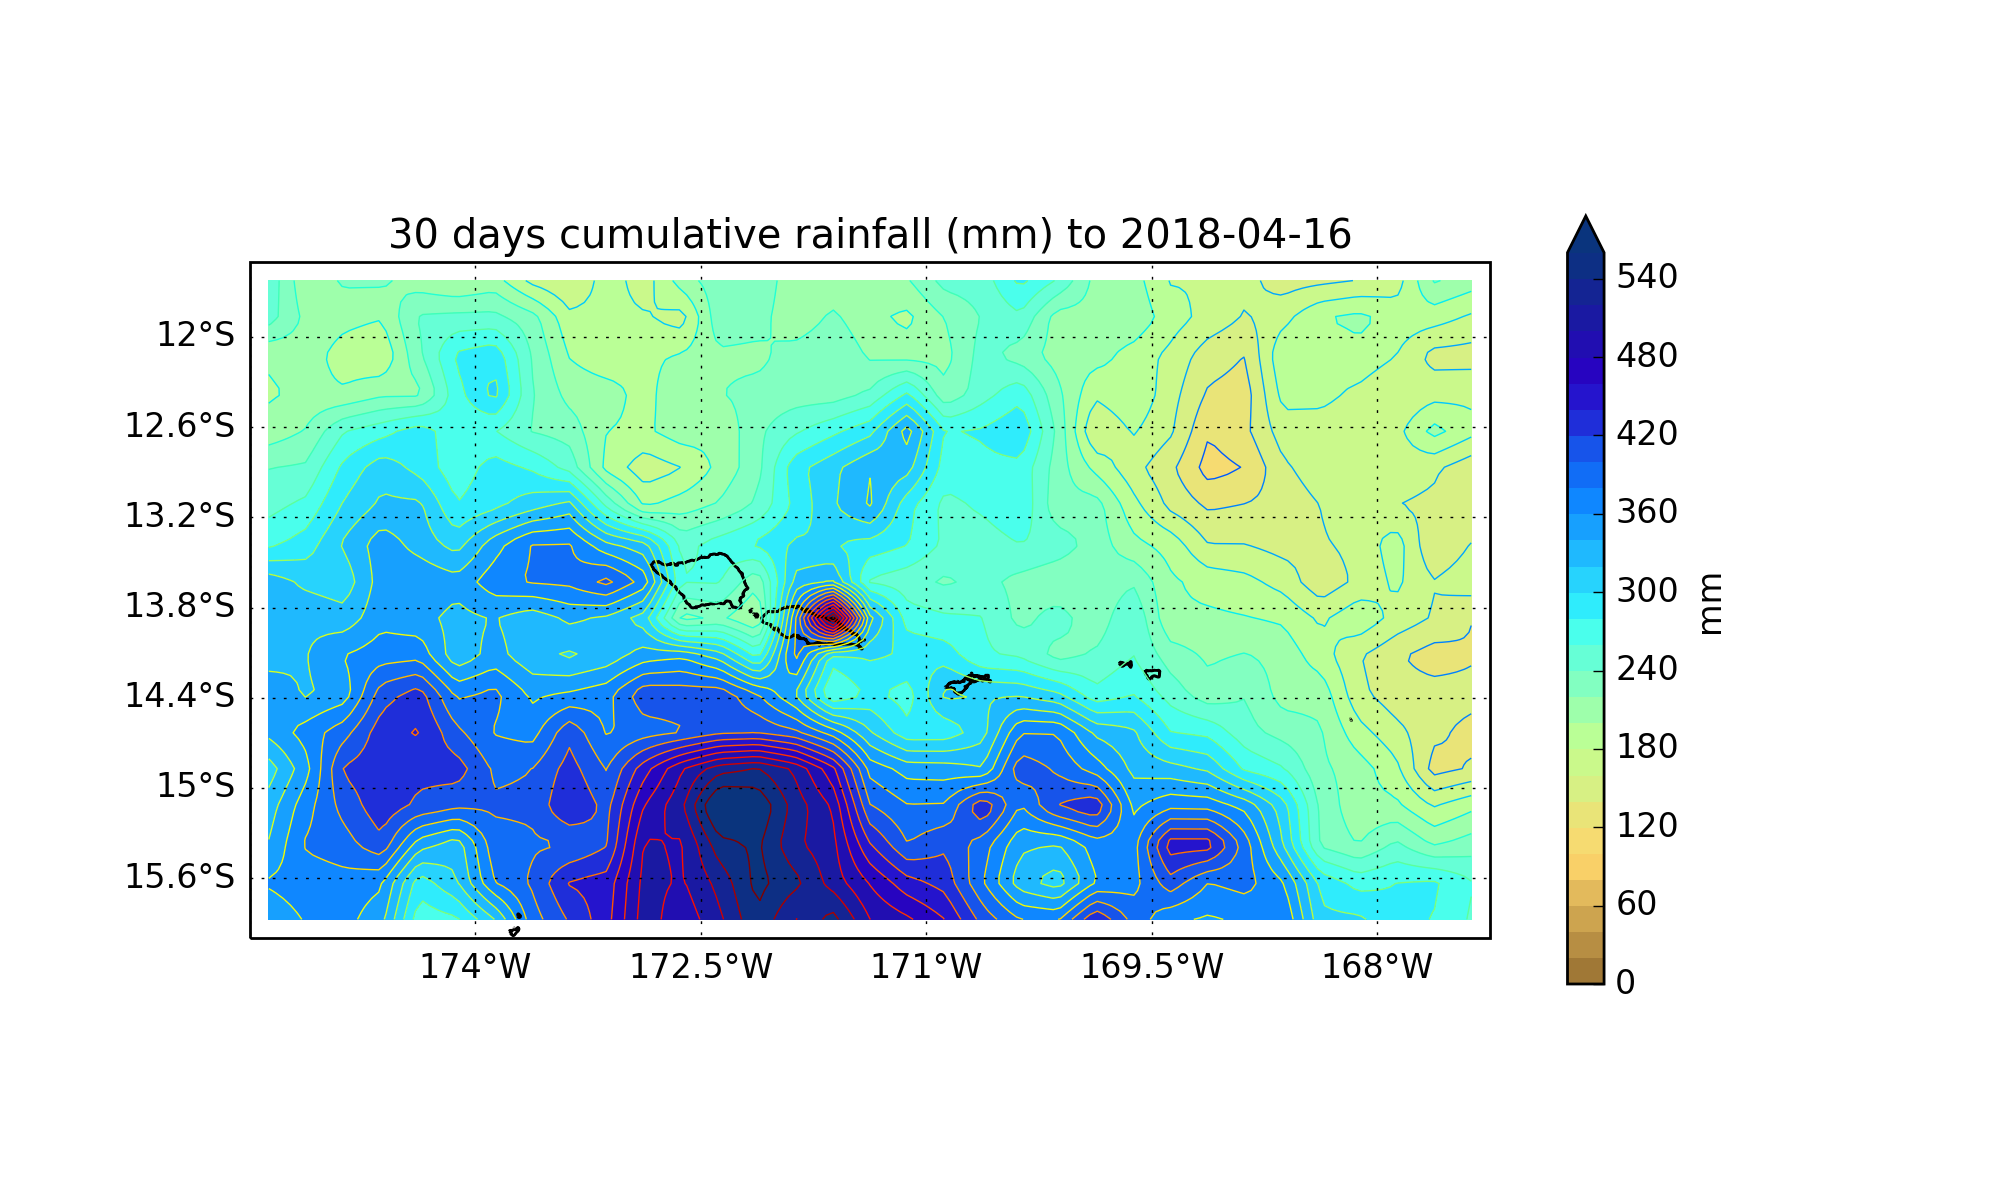 30 days cumulative rainfall (mm) to 2018-04-16
12°S
12.6°S
13.2°S
13.8°S
14.4°S
15°S
15.6°S
174°W
172.5°W
171°W
169.5°W
168°W
540
480
420
360
300
240
180
120
60
0
mm